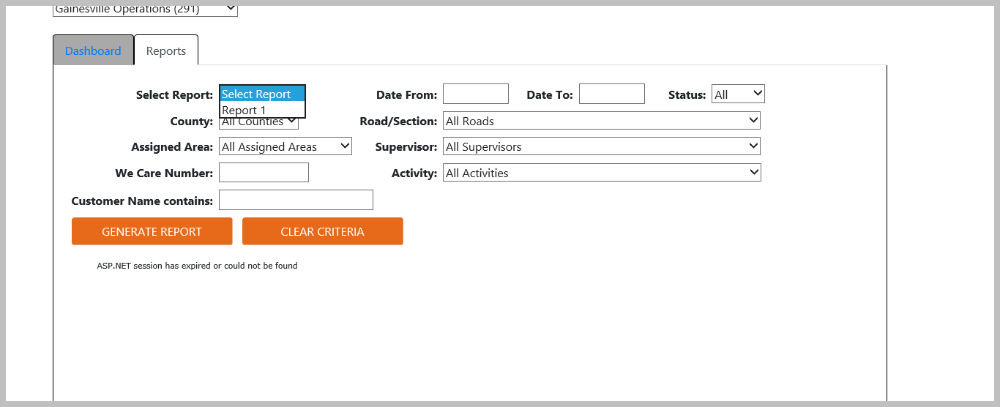 Gainesville Operations (291)
Dashboard Reports
Select Report: Select Report Date From: Date To: Status: All
Report 1
County: All Counties Road/Section: All Roads
Assigned Area: All Assigned Areas Supervisor: All Supervisors
We Care Number: Activity: All Activities
Customer Name contains:
GENERATE REPORT CLEAR CRITERIA
ASP.NET session has expired or could not be found